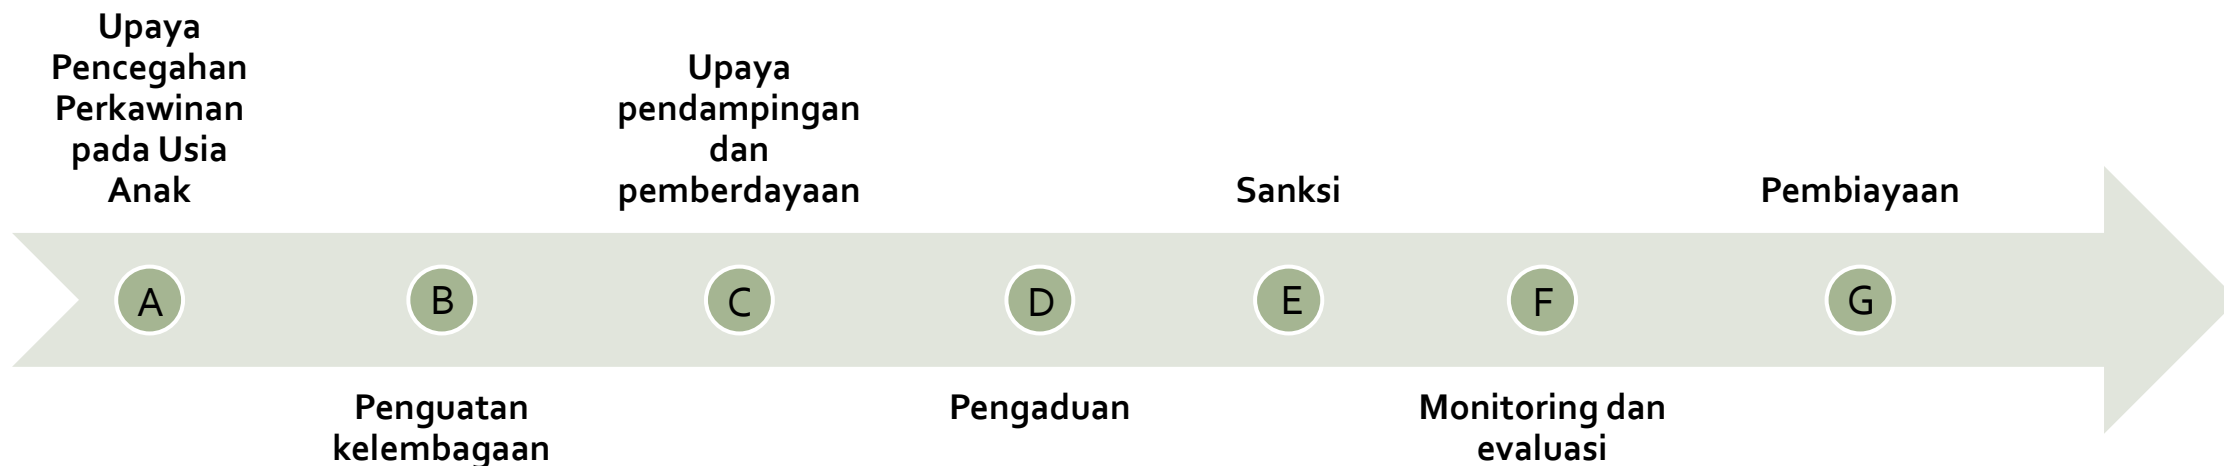 Upaya
Pencegahan
Perkawinan
pada Usia
Anak
A
B
Penguatan
kelembagaan
Upaya
pendampingan
dan
pemberdayaan
C
D
Pengaduan
Sanksi
E
F
Monitoring dan
evaluasi
Pembiayaan
G